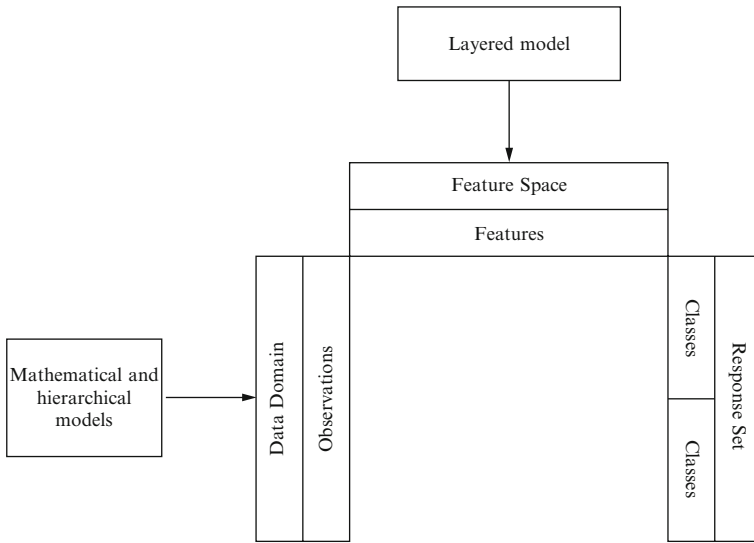 Layered model
Feature Space
Features
Mathematical and
hierarchical
models
Data Domain
Observations
Classes
Classes
Response Set